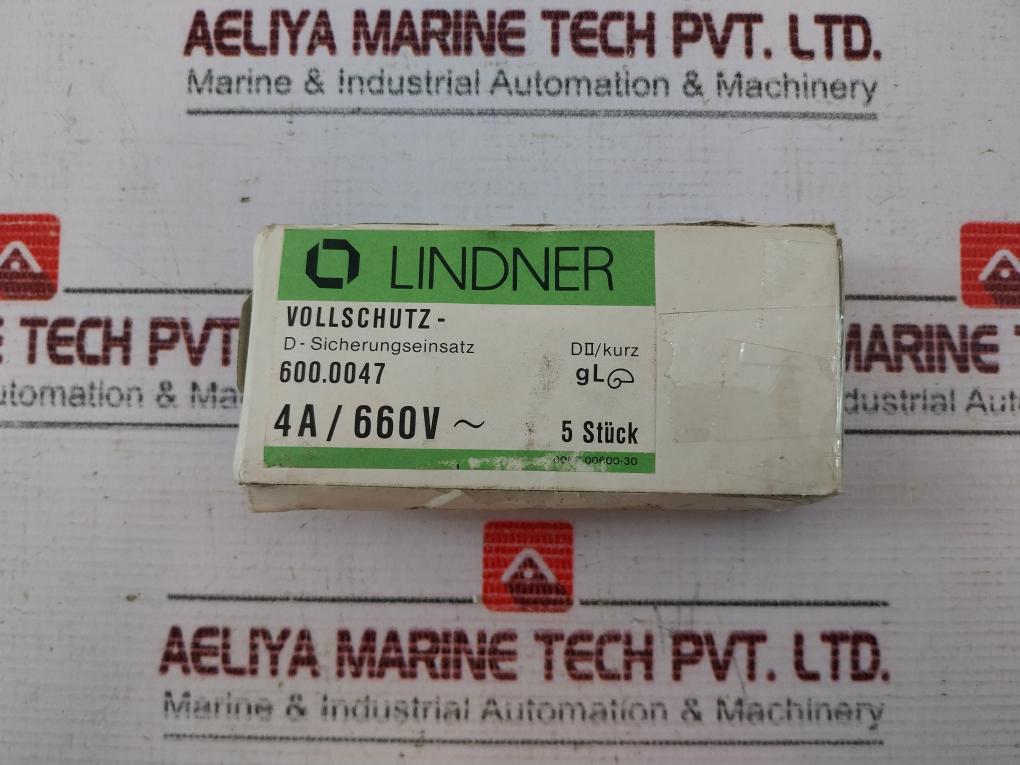 AELIYA MARINE TECH PVT. LTD.
Marine & Industrial Automation & Machinery
LINDNER
VOLLSCHUTZ-
D-Sicherungseinsatz
DII/kurz
600.0047
gL
4A/660V ~
5 Stück
TECH PVT
utomation & Ma
MARINE
dustrial Aut
AELIYA MARINE TECH PVT. LTD.
Marine & Industrial Automation & Machinery